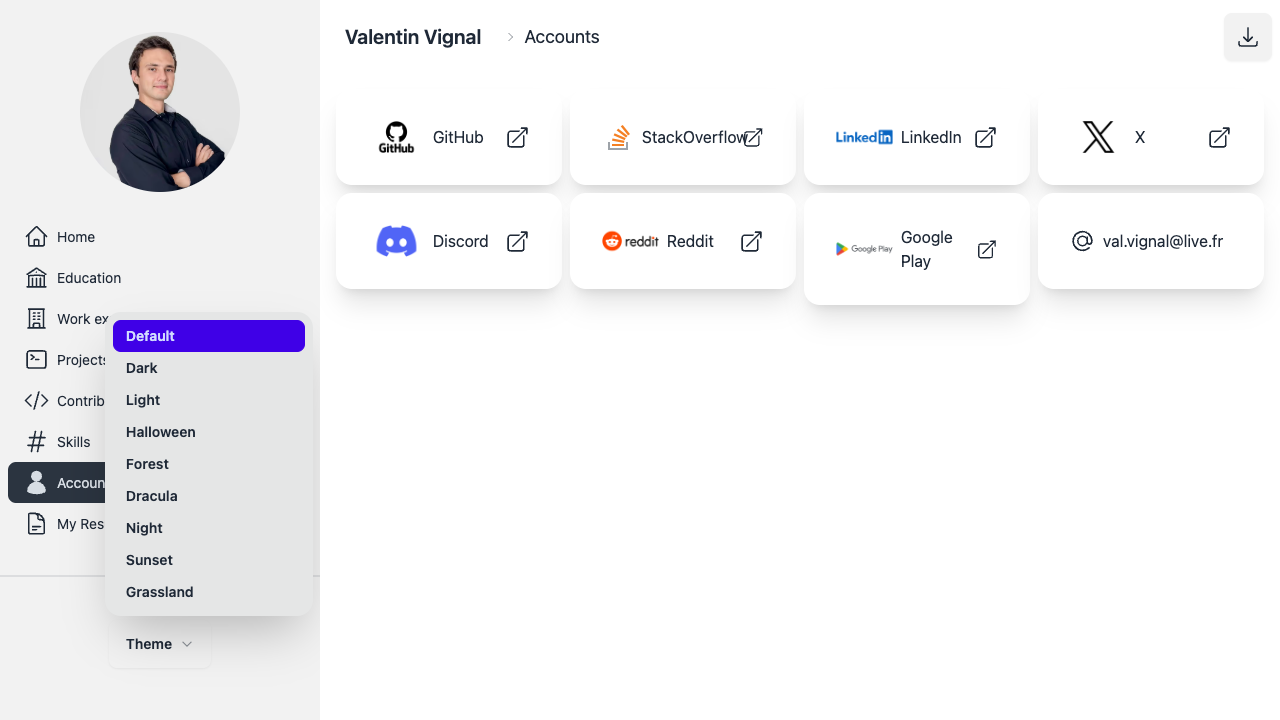 Valentin Vignal
Accounts
GitHub
GitHub
StackOverflow
LinkedIn
LinkedIn
X
Discord
reddit
Reddit
Google Play
Google
Play
val.vignal@live.fr
Home
Education
Work ex
Projects
Contrib
Skills
Accoun
My Res
Default
Dark
Light
Halloween
Forest
Dracula
Night
Sunset
Grassland
Theme